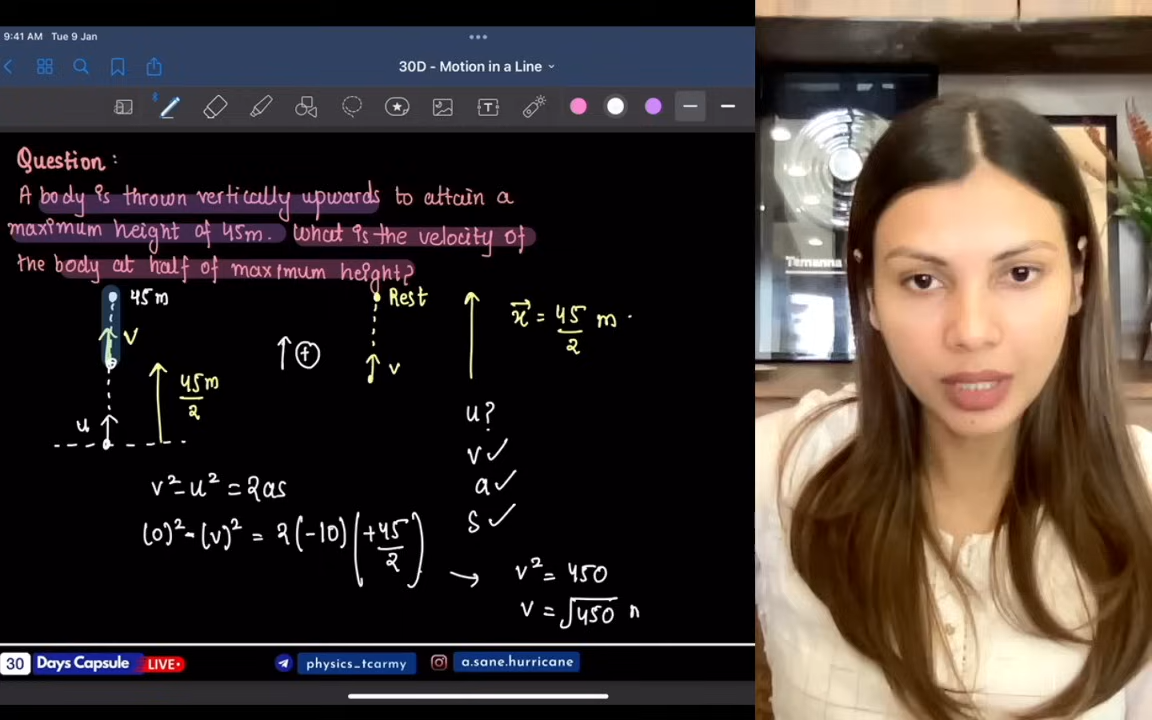 9:41 AM Tue 9 Jan
30D - Motion in a Line
Question:
A body is thrown vertically upwards to attain a
maximum height of 45m. What is the velocity of
the body at half of maximum height?
45 m
v
u
45/2 m
↑ (+)
Rest
v
x⃗ = 45/2 m.
u?
v ✓
a ✓
s ✓
v² - u² = 2as
(0)² - (v)² = 2(-10)(+45/2)
→ v² = 450
v = √450 n
30 Days Capsule LIVE
physics_tcarmy
a.sane.hurricane